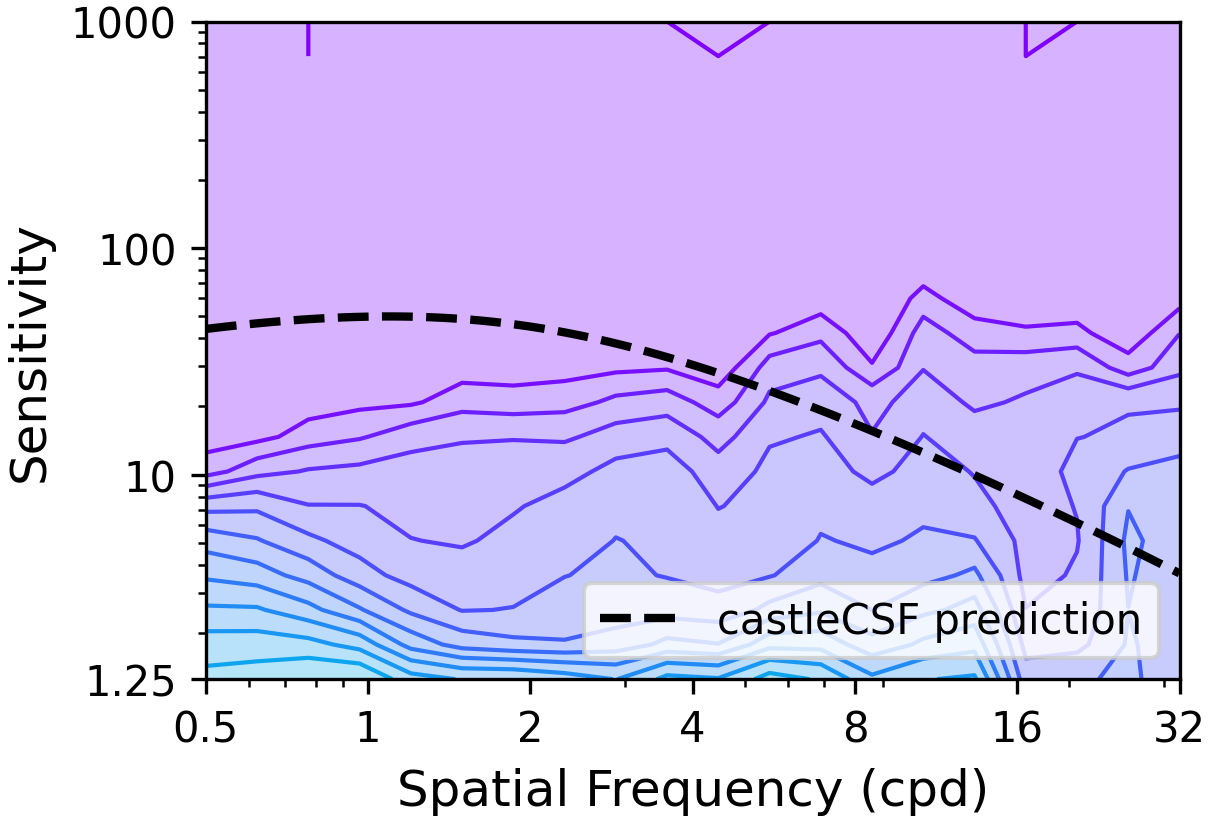 1000
100
10
1.25
Sensitivity
castleCSF prediction
0.5 1 2 4 8 16 32
Spatial Frequency (cpd)